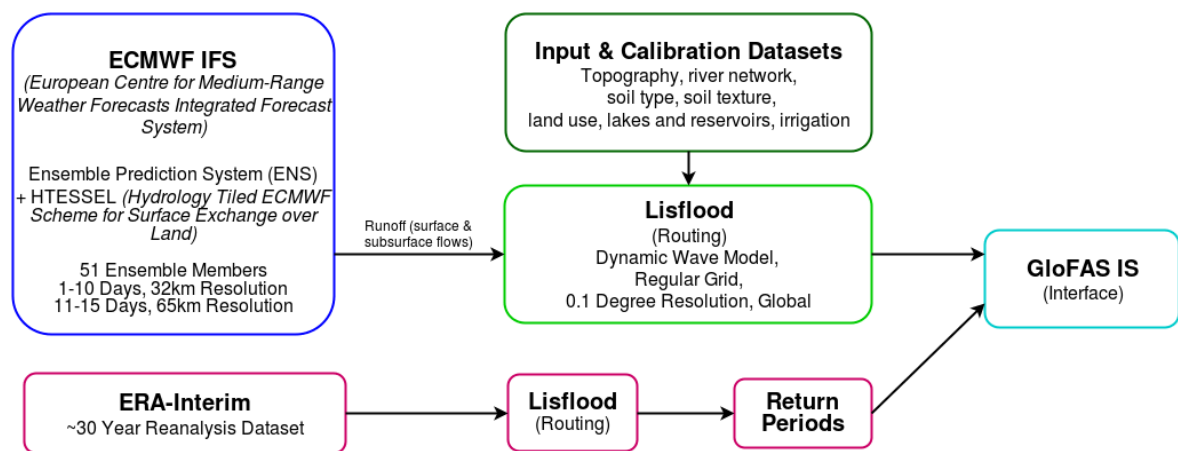 ECMWF IFS
(European Centre for Medium-Range
Weather Forecasts Integrated Forecast
System)
Ensemble Prediction System (ENS)
+ HTESSEL (Hydrology Tiled ECMWF
Scheme for Surface Exchange over
Land)
51 Ensemble Members
1-10 Days, 32km Resolution
11-15 Days, 65km Resolution
Runoff (surface &
subsurface flows)
Input & Calibration Datasets
Topography, river network,
soil type, soil texture,
land use, lakes and reservoirs, irrigation
Lisflood
(Routing)
Dynamic Wave Model,
Regular Grid,
0.1 Degree Resolution, Global
GloFAS IS
(Interface)
ERA-Interim
~30 Year Reanalysis Dataset
Lisflood
(Routing)
Return
Periods